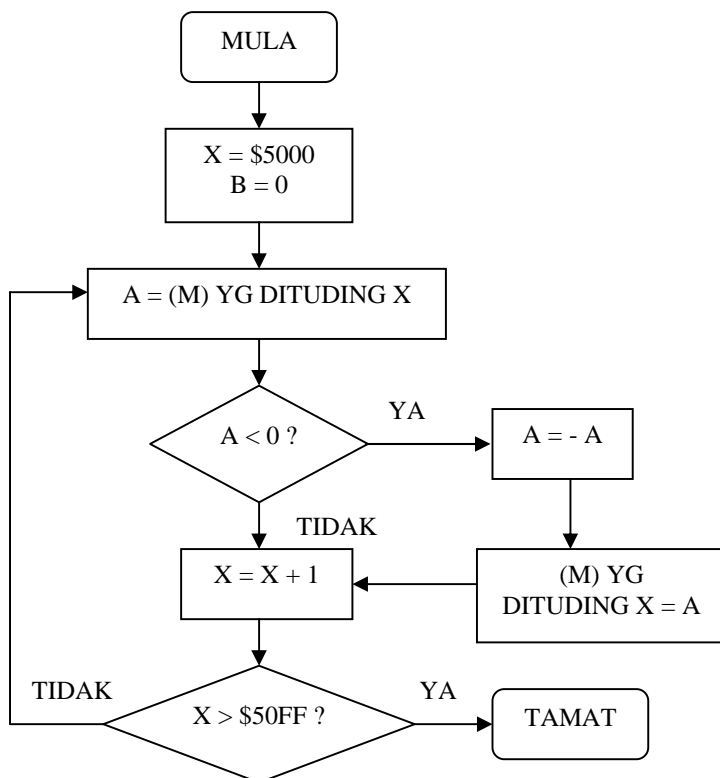 MULA
X = $5000
B = 0
A = (M) YG DITUDING X
A < 0 ?
YA
A = - A
TIDAK
X = X + 1
(M) YG
DITUDING X = A
X > $50FF ?
TIDAK
YA
TAMAT